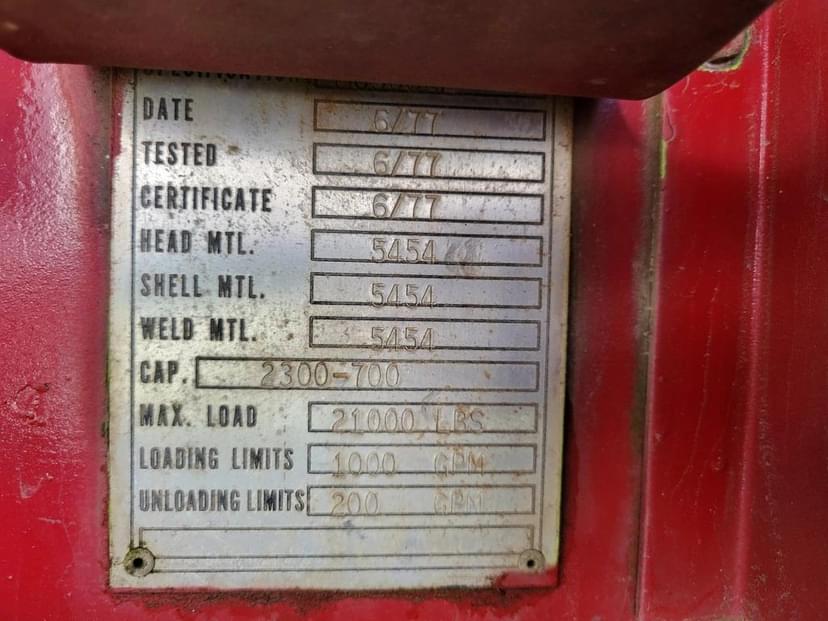 SPECIFICATION
DATE 6/77
TESTED 6/77
CERTIFICATE 6/77
HEAD MTL. 5454
SHELL MTL. 5454
WELD MTL. 5454
CAP. 2300-700
MAX. LOAD 21000 LBS
LOADING LIMITS 1000 GPM
UNLOADING LIMITS 200 GPM